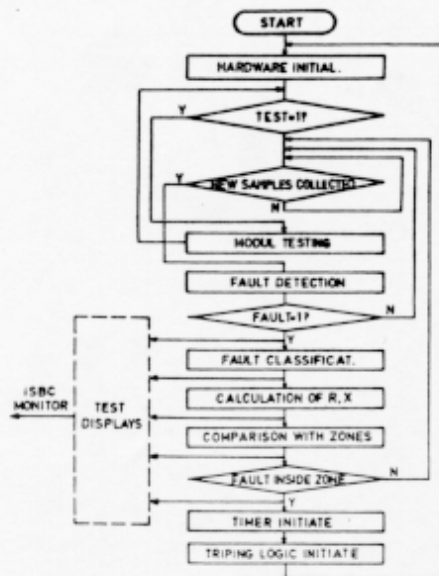 START
HARDWARE INITIAL.
Y
TEST=1?
Y
NEW SAMPLES COLLECTED
N
MODUL TESTING
FAULT DETECTION
FAULT=1?
N
Y
FAULT CLASSIFICAT.
iSBC
MONITOR
TEST
DISPLAYS
CALCULATION OF R, X
COMPARISON WITH ZONES
FAULT INSIDE ZONE
N
Y
TIMER INITIATE
TRIPING LOGIC INITIATE